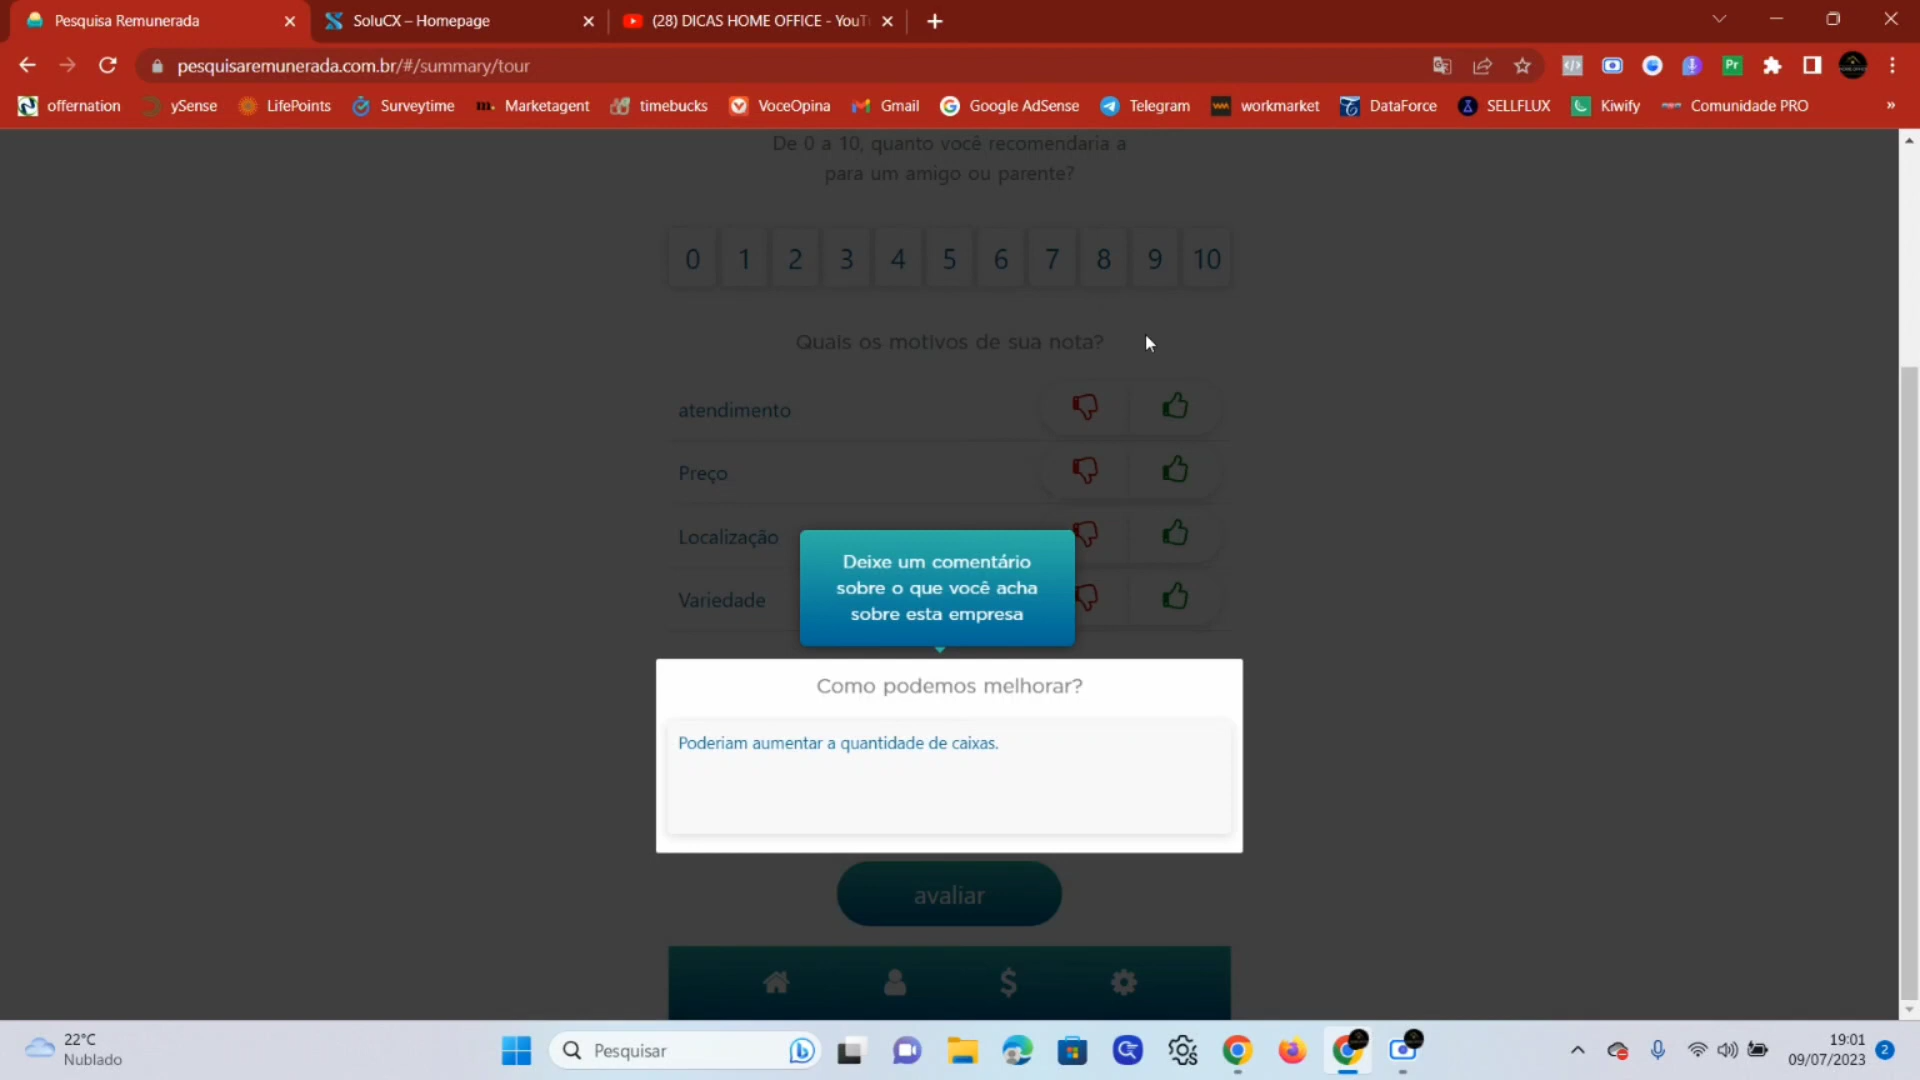 Pesquisa Remunerada
SoluCX – Homepage
(28) DICAS HOME OFFICE - YouT
pesquisaremunerada.com.br/#/summary/tour
offernation
ySense
LifePoints
Surveytime
m. Marketagent
timebucks
VoceOpina
Gmail
Google AdSense
Telegram
workmarket
DataForce
SELLFLUX
Kiwify
Comunidade PRO
»
De 0 a 10, quanto você recomendaria a
para um amigo ou parente?
0 1 2 3 4 5 6 7 8 9 10
Quais os motivos de sua nota?
atendimento
Preço
Localização
Variedade
Deixe um comentário
sobre o que você acha
sobre esta empresa
Como podemos melhorar?
Poderiam aumentar a quantidade de caixas.
avaliar
22°C
Nublado
Pesquisar
19:01
09/07/2023
2